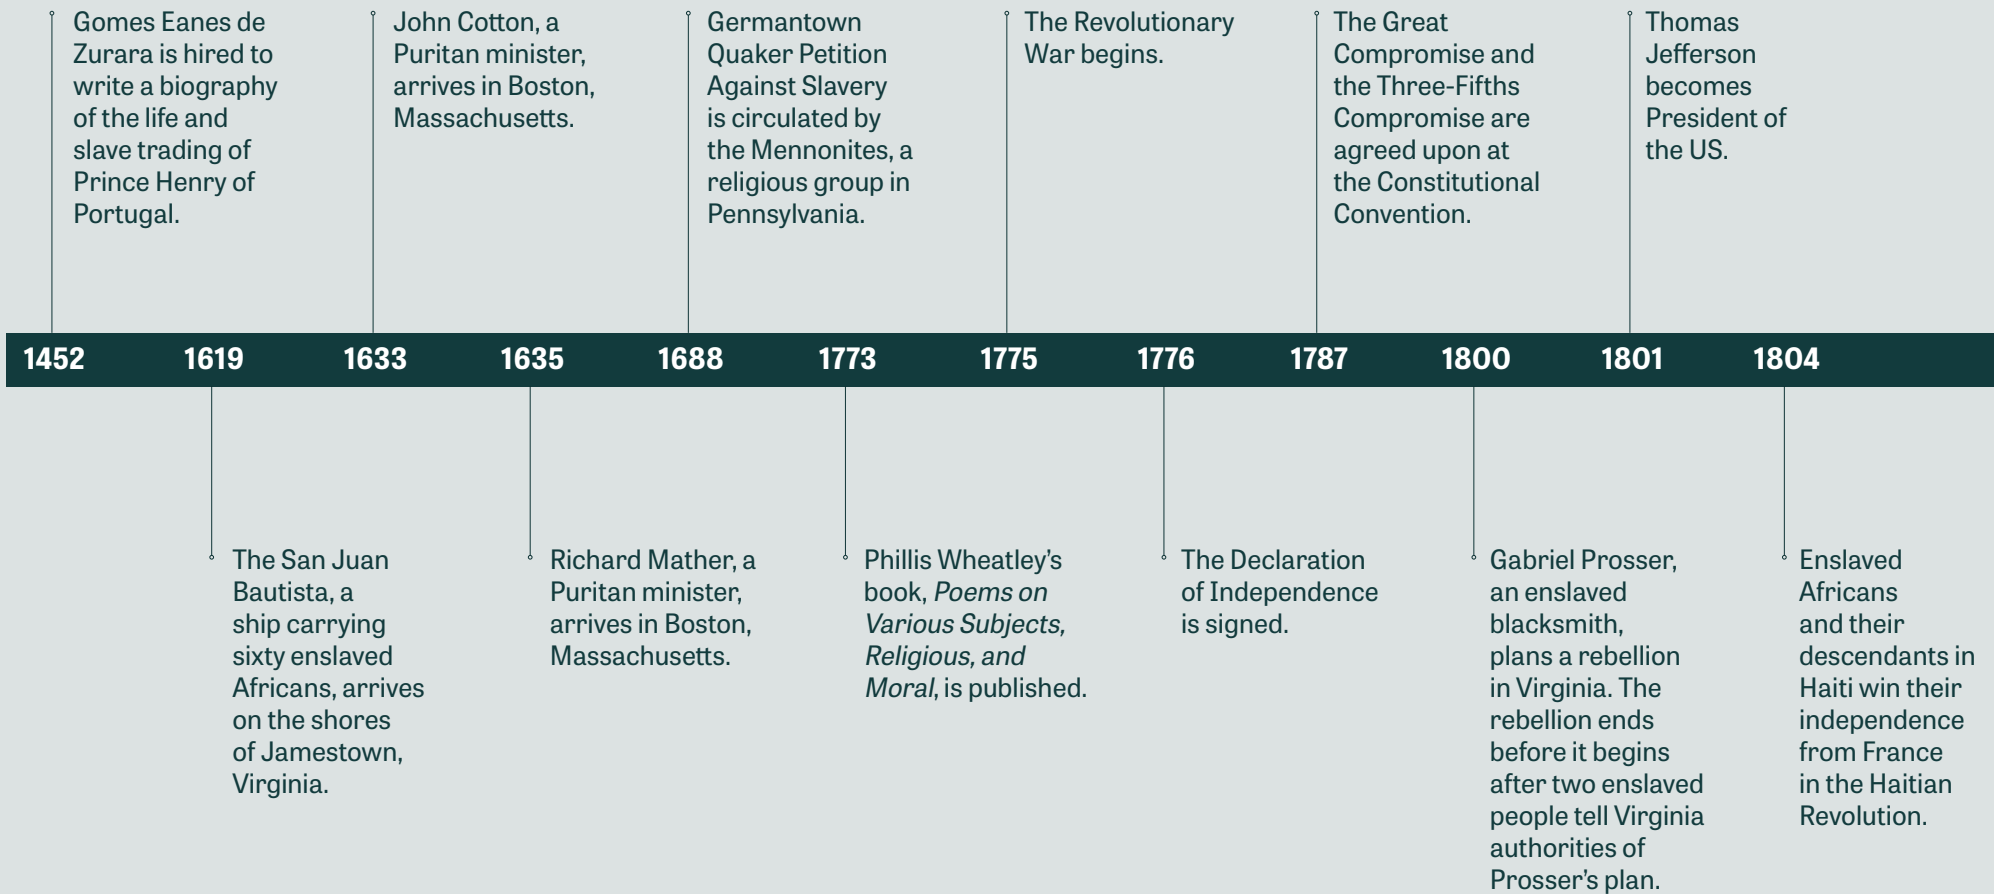 Gomes Eanes de
Zurara is hired to
write a biography
of the life and
slave trading of
Prince Henry of
Portugal.
John Cotton, a
Puritan minister,
arrives in Boston,
Massachusetts.
Germantown
Quaker Petition
Against Slavery
is circulated by
the Mennonites, a
religious group in
Pennsylvania.
The Revolutionary
War begins.
The Great
Compromise and
the Three-Fifths
Compromise are
agreed upon at
the Constitutional
Convention.
Thomas
Jefferson
becomes
President of
the US.
1452 1619 1633 1635 1688 1773 1775 1776 1787 1800 1801 1804
The San Juan
Bautista, a
ship carrying
sixty enslaved
Africans, arrives
on the shores
of Jamestown,
Virginia.
Richard Mather, a
Puritan minister,
arrives in Boston,
Massachusetts.
Phillis Wheatley’s
book, Poems on
Various Subjects,
Religious, and
Moral, is published.
The Declaration
of Independence
is signed.
Gabriel Prosser,
an enslaved
blacksmith,
plans a rebellion
in Virginia. The
rebellion ends
before it begins
after two enslaved
people tell Virginia
authorities of
Prosser’s plan.
Enslaved
Africans
and their
descendants in
Haiti win their
independence
from France
in the Haitian
Revolution.